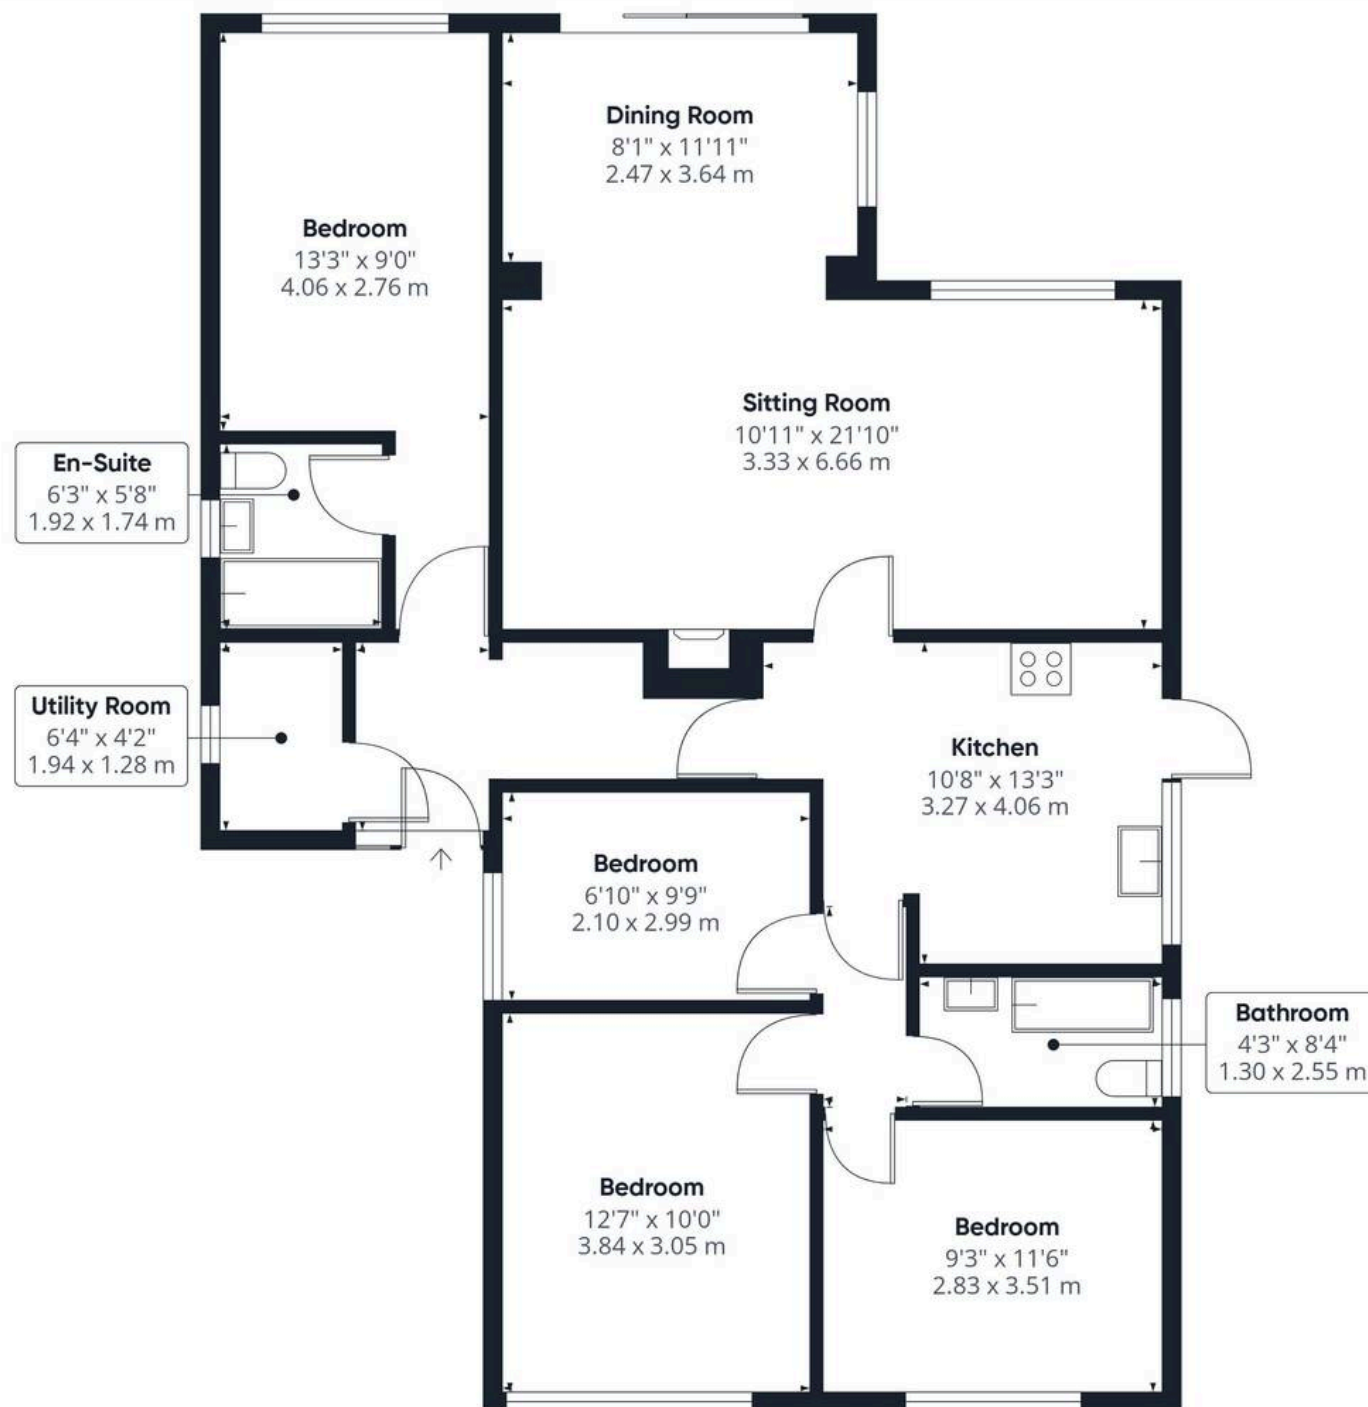 Dining Room
8'1" x 11'11"
2.47 x 3.64 m
Bedroom
13'3" x 9'0"
4.06 x 2.76 m
Sitting Room
10'11" x 21'10"
3.33 x 6.66 m
En-Suite
6'3" x 5'8"
1.92 x 1.74 m
Utility Room
6'4" x 4'2"
1.94 x 1.28 m
Kitchen
10'8" x 13'3"
3.27 x 4.06 m
Bedroom
6'10" x 9'9"
2.10 x 2.99 m
Bathroom
4'3" x 8'4"
1.30 x 2.55 m
Bedroom
12'7" x 10'0"
3.84 x 3.05 m
Bedroom
9'3" x 11'6"
2.83 x 3.51 m